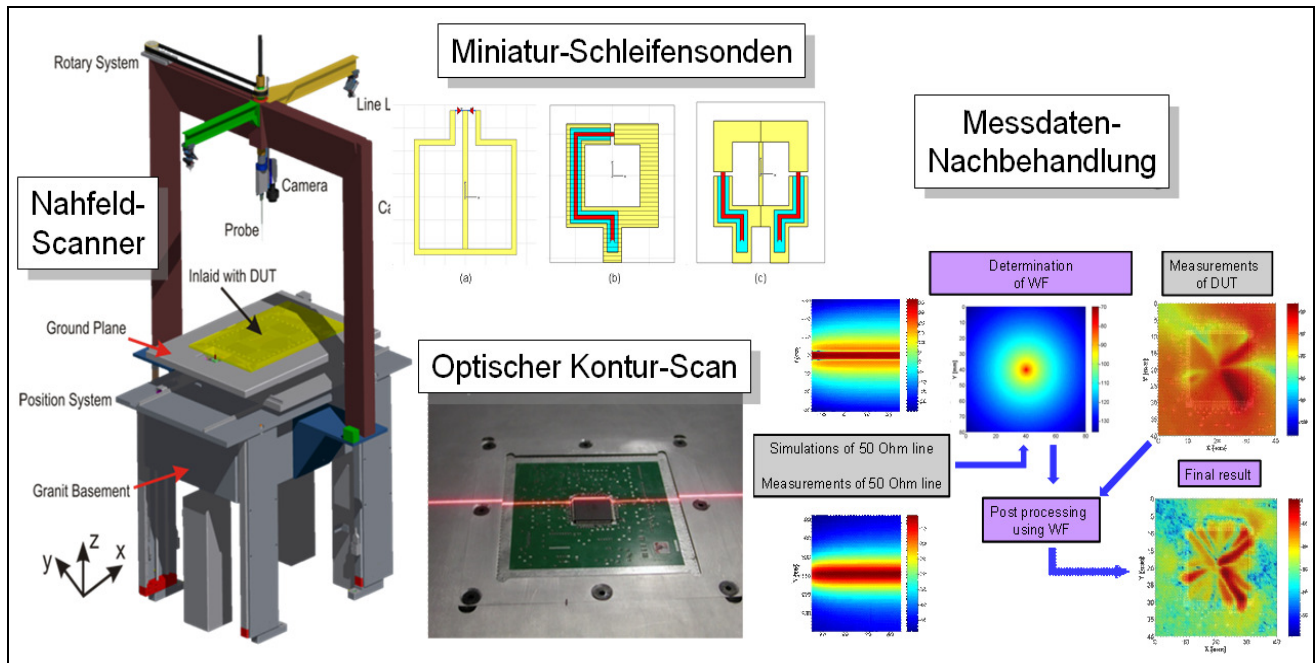 Miniatur-Schleifensonden
Rotary System
Line L
Camera
Ca
Probe
Nahfeld-
Scanner
Inlaid with DUT
Ground Plane
Position System
Granit Basement
z
y
x
(a)
(b)
(c)
Optischer Kontur-Scan
Messdaten-
Nachbehandlung
Determination
of WF
Measurements
of DUT
Simulations of 50 Ohm line
Measurements of 50 Ohm line
Post processing
using WF
Final result